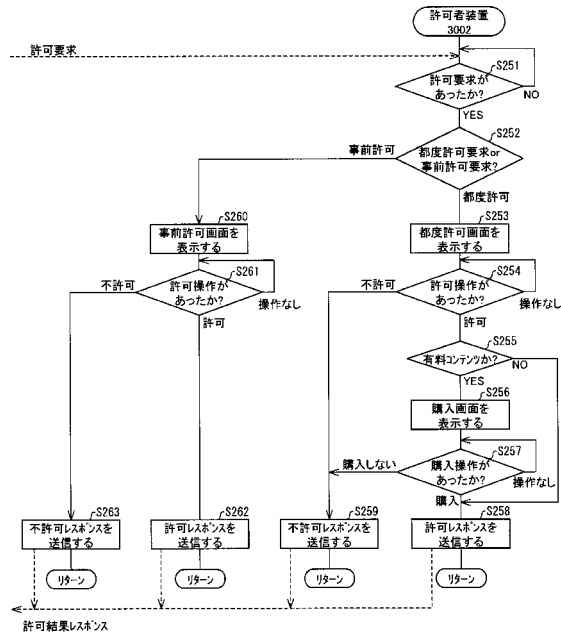 許可者装置
3002
許可要求
S251
許可要求が
あったか?
NO
YES
S252
都度許可要求or
事前許可要求?
事前許可
都度許可
S260
事前許可画面を
表示する
S253
都度許可画面を
表示する
S261
許可操作が
あったか?
不許可
操作なし
許可
S254
許可操作が
あったか?
不許可
操作なし
許可
S255
有料コンテンツか?
NO
YES
S256
購入画面を
表示する
S257
購入操作が
あったか?
購入しない
操作なし
購入
S263
不許可レスポンスを
送信する
S262
許可レスポンスを
送信する
S259
不許可レスポンスを
送信する
S258
許可レスポンスを
送信する
リターン
リターン
リターン
リターン
許可結果レスポンス